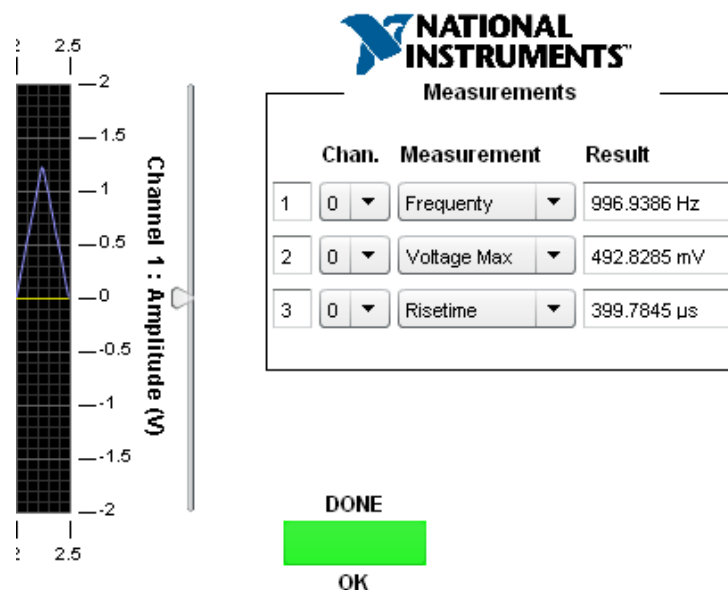 NATIONAL
INSTRUMENTS™
Measurements
Chan. Measurement Result
1 0 Frequenty 996.9386 Hz
2 0 Voltage Max 492.8285 mV
3 0 Risetime 399.7845 µs
2.5
2
1.5
1
0.5
0
-0.5
-1
-1.5
-2
2.5
Channel 1 : Amplitude (V)
DONE
OK